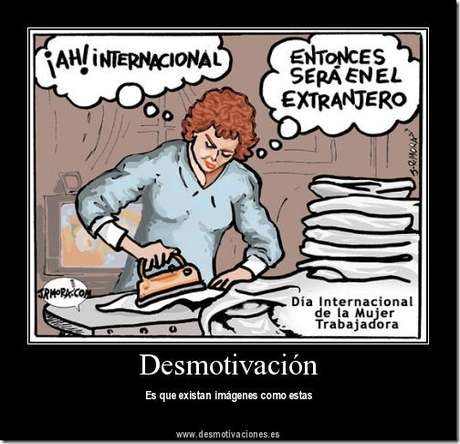 ¡AH! INTERNACIONAL
ENTONCES
SERÁ EN EL
EXTRANJERO
J.R.MORA
JRMORA.COM
Día Internacional
de la Mujer
Trabajadora
Desmotivación
Es que existan imágenes como estas
www.desmotivaciones.es